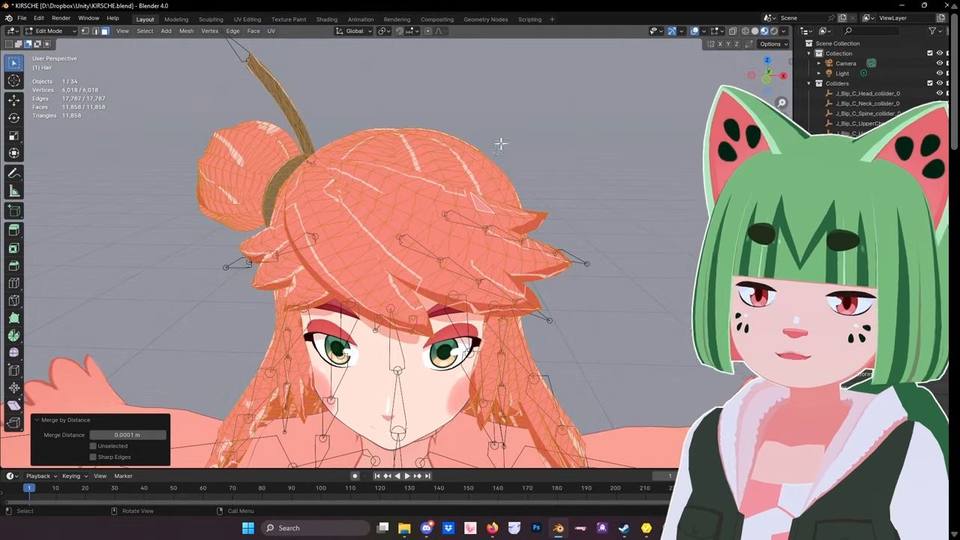 * KIRSCHE [D:\Dropbox\Unity\KIRSCHE.blend] - Blender 4.0
File Edit Render Window Help Layout Modeling Sculpting UV Editing Texture Paint Shading Animation Rendering Compositing Geometry Nodes Scripting + Scene ViewLayer
Edit Mode View Select Add Mesh Vertex Edge Face UV Global
X Y Z Options
User Perspective
(1) Hair
Objects 1 / 34
Vertices 6,018 / 6,018
Edges 17,787 / 17,787
Faces 11,858 / 11,858
Triangles 11,858
Scene Collection
Collection
Camera
Light
Colliders
J_Bip_C_Head_collider_0
J_Bip_C_Neck_collider_0
J_Bip_C_Spine_collider_0
J_Bip_C_UpperChe
Merge by Distance
Merge Distance 0.0001 m
Unselected
Sharp Edges
Playback Keying View Marker 1
1 10 20 30 40 50 60 70 80 90 100 110 120 130 140 150 160 170 180 190 200 210 220
Select Rotate View Call Menu
Search